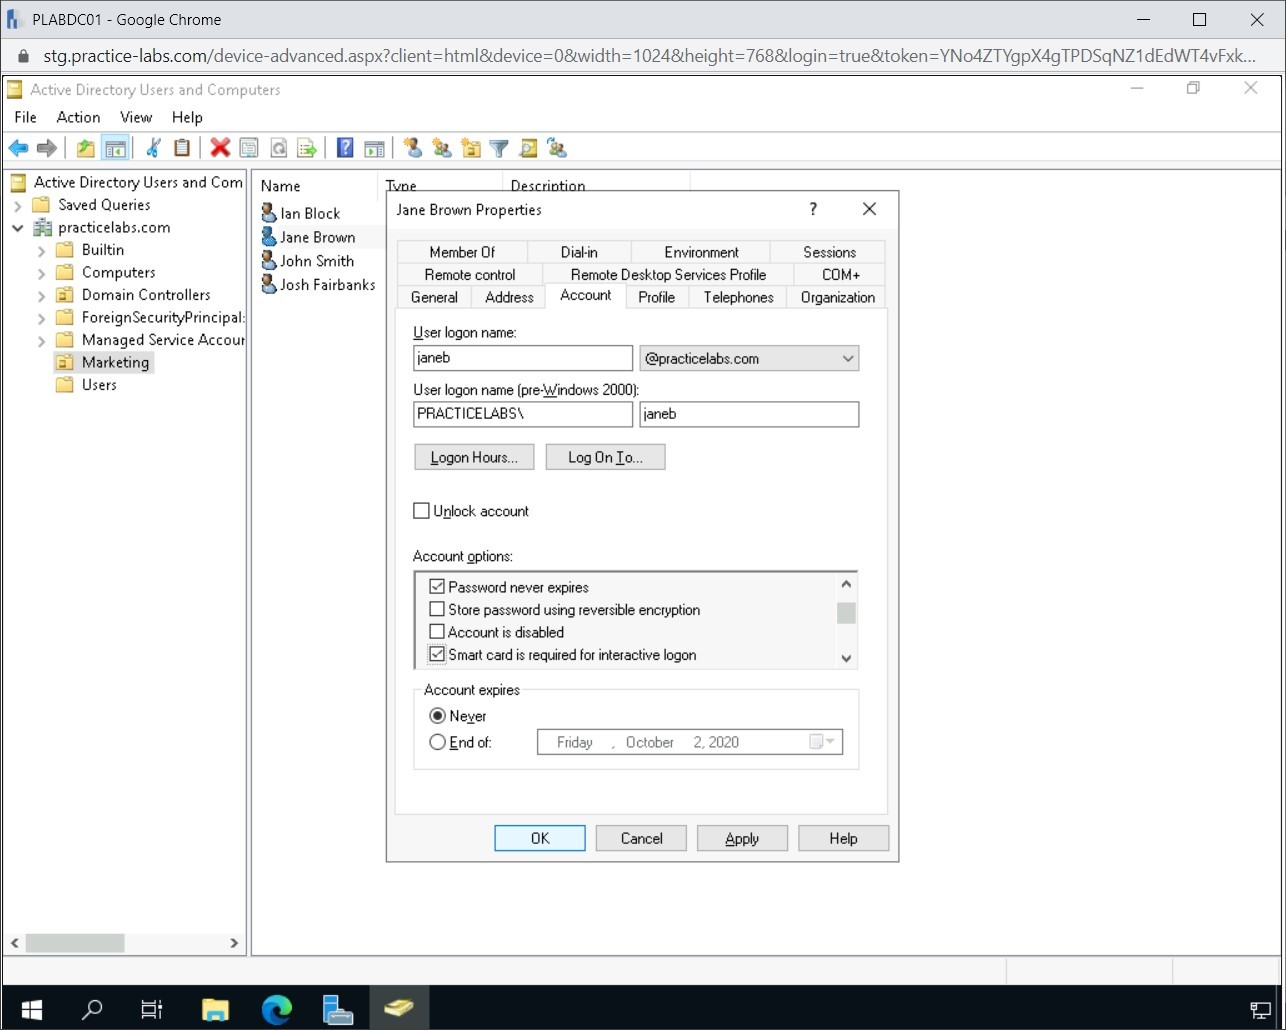 PLABDC01 - Google Chrome
stg.practice-labs.com/device-advanced.aspx?client=html&device=0&width=1024&height=768&login=true&token=YNo4ZTYgpX4gTPDSqNZ1dEdWT4vFxk...
Active Directory Users and Computers
File Action View Help
Active Directory Users and Com
Saved Queries
practicelabs.com
Builtin
Computers
Domain Controllers
ForeignSecurityPrincipal:
Managed Service Accour
Marketing
Users
Name Type Description
Ian Block
Jane Brown
John Smith
Josh Fairbanks
Jane Brown Properties ?
Member Of Dial-in Environment Sessions
Remote control Remote Desktop Services Profile COM+
General Address Account Profile Telephones Organization
User logon name:
janeb @practicelabs.com
User logon name (pre-Windows 2000):
PRACTICELABS\ janeb
Logon Hours... Log On To...
Unlock account
Account options:
Password never expires
Store password using reversible encryption
Account is disabled
Smart card is required for interactive logon
Account expires
Never
End of: Friday , October 2, 2020
OK Cancel Apply Help